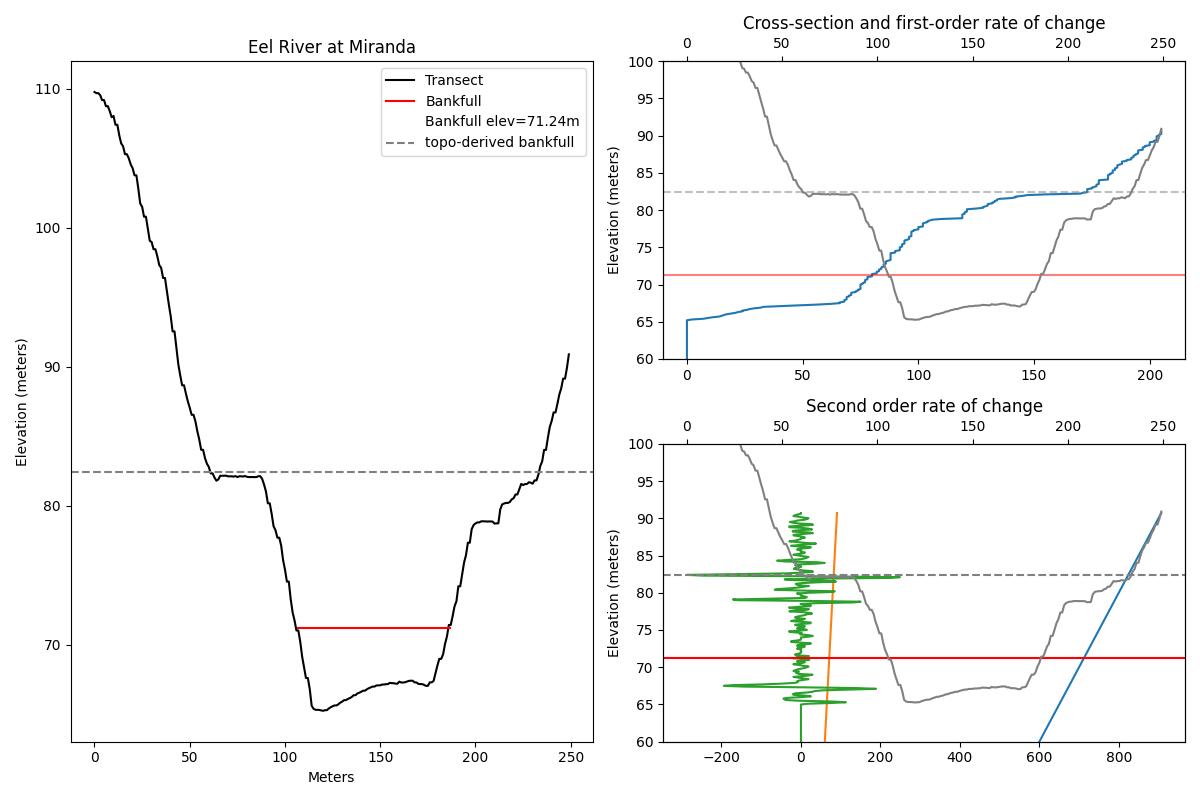 Eel River at Miranda
Elevation (meters)
110
100
90
80
70
0 50 100 150 200 250
Meters
Transect
Bankfull
Bankfull elev=71.24m
topo-derived bankfull
Cross-section and first-order rate of change
0 50 100 150 200 250
Elevation (meters)
100
95
90
85
80
75
70
65
60
0 50 100 150 200
Second order rate of change
0 50 100 150 200 250
Elevation (meters)
100
95
90
85
80
75
70
65
60
−200 0 200 400 600 800